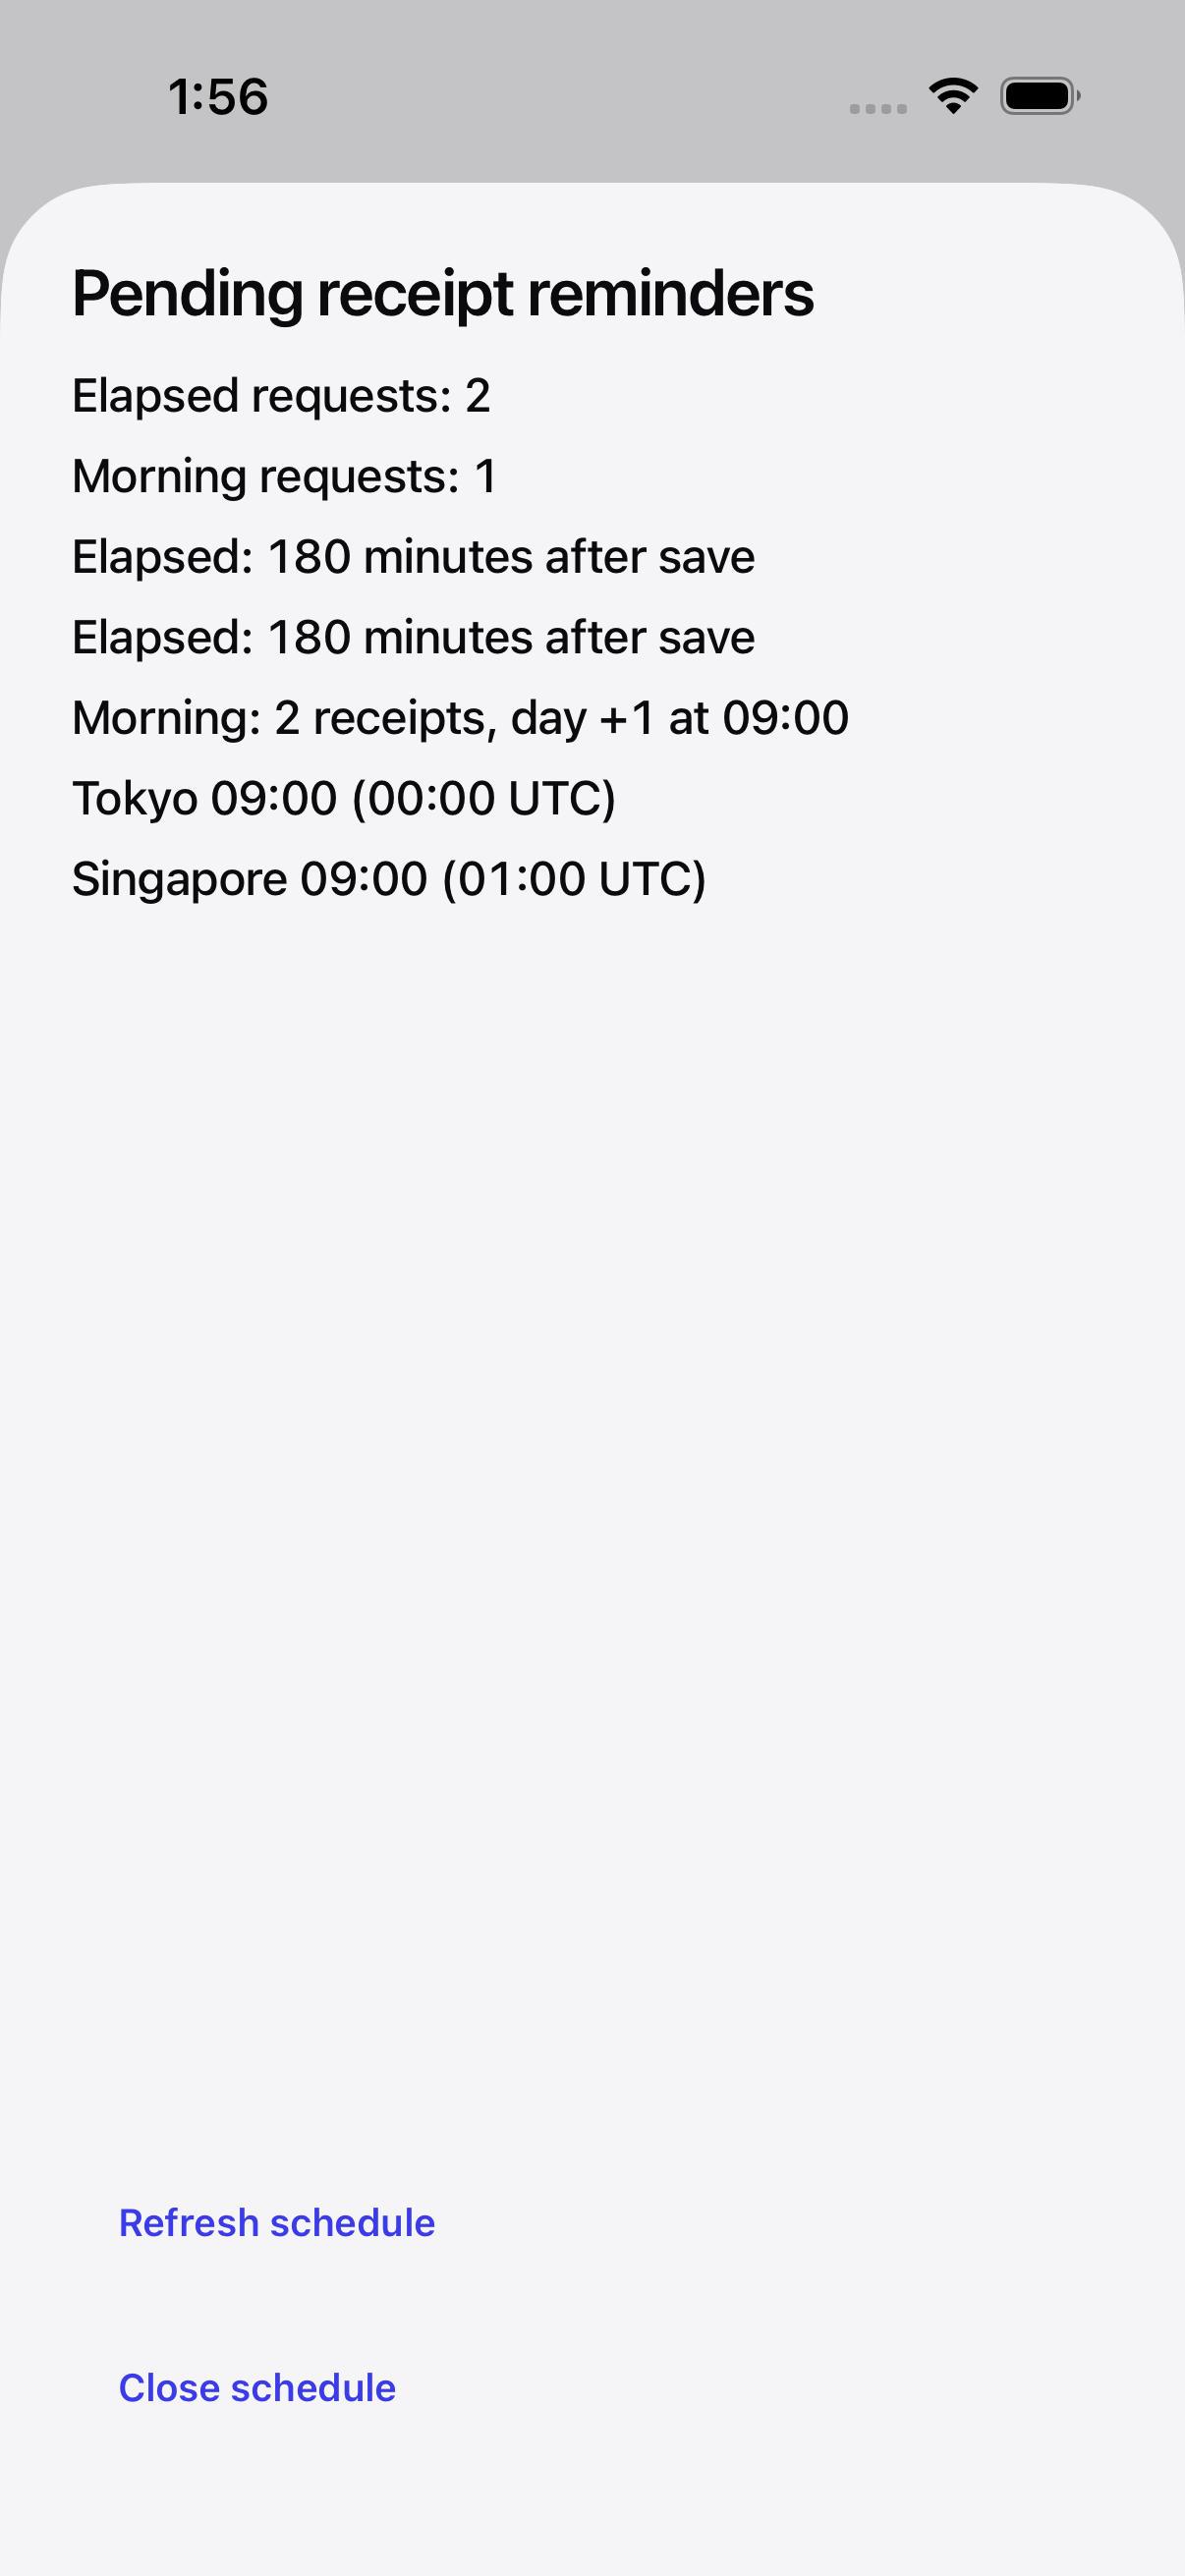 1:56
Pending receipt reminders
Elapsed requests: 2
Morning requests: 1
Elapsed: 180 minutes after save
Elapsed: 180 minutes after save
Morning: 2 receipts, day +1 at 09:00
Tokyo 09:00 (00:00 UTC)
Singapore 09:00 (01:00 UTC)
Refresh schedule
Close schedule